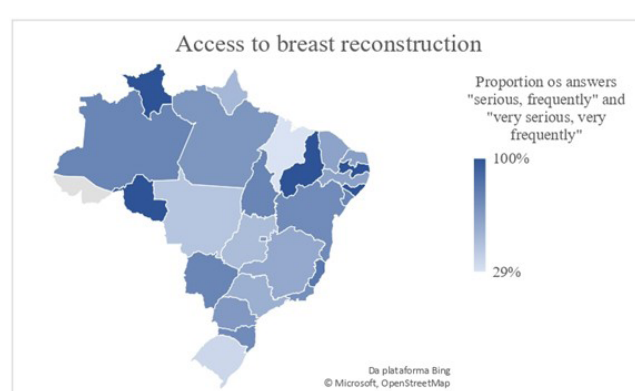 Access to breast reconstruction
Proportion os answers
"serious, frequently" and
"very serious, very
frequently"
100%
29%
Da plataforma Bing
© Microsoft, OpenStreetMap